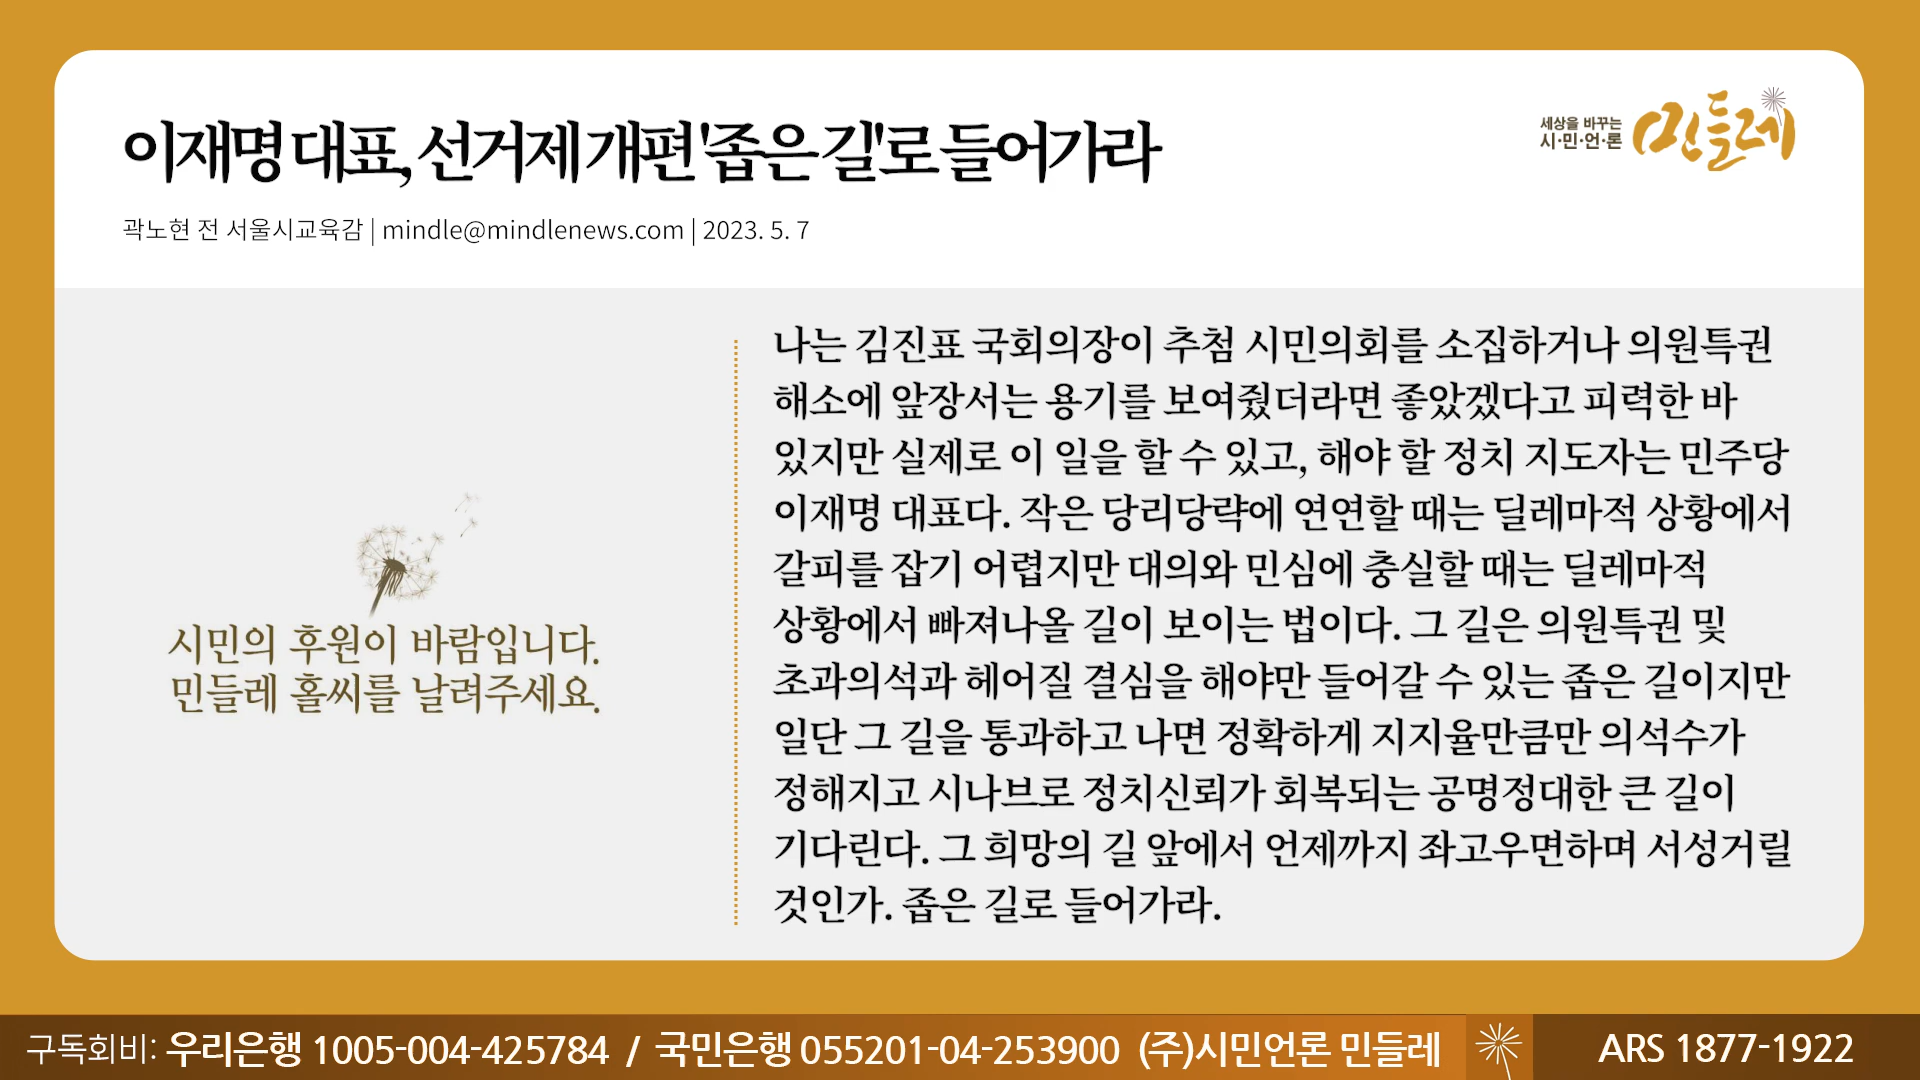 이재명 대표, 선거제 개편 '좁은 길'로 들어가라
세상을 바꾸는
시·민·언·론
민들레
곽노현 전 서울시교육감 | mindle@mindlenews.com | 2023. 5. 7
시민의 후원이 바람입니다.
민들레 홀씨를 날려주세요.
나는 김진표 국회의장이 추첨 시민의회를 소집하거나 의원특권
해소에 앞장서는 용기를 보여줬더라면 좋았겠다고 피력한 바
있지만 실제로 이 일을 할 수 있고, 해야 할 정치 지도자는 민주당
이재명 대표다. 작은 당리당략에 연연할 때는 딜레마적 상황에서
갈피를 잡기 어렵지만 대의와 민심에 충실할 때는 딜레마적
상황에서 빠져나올 길이 보이는 법이다. 그 길은 의원특권 및
초과의석과 헤어질 결심을 해야만 들어갈 수 있는 좁은 길이지만
일단 그 길을 통과하고 나면 정확하게 지지율만큼만 의석수가
정해지고 시나브로 정치신뢰가 회복되는 공명정대한 큰 길이
기다린다. 그 희망의 길 앞에서 언제까지 좌고우면하며 서성거릴
것인가. 좁은 길로 들어가라.
구독회비: 우리은행 1005-004-425784 / 국민은행 055201-04-253900 (주)시민언론 민들레
ARS 1877-1922